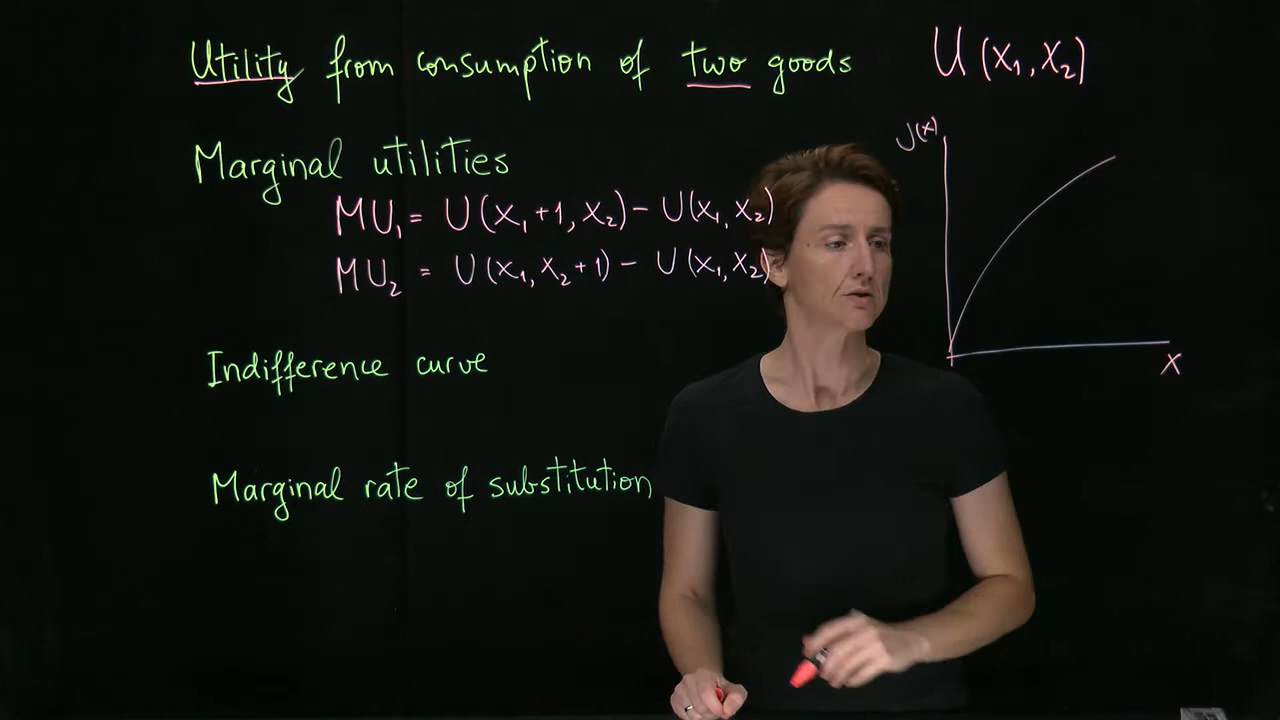 Utility from consumption of two goods U(x₁, x₂)
Marginal utilities
MU₁ = U(x₁+1, x₂) – U(x₁, x₂)
MU₂ = U(x₁, x₂+1) – U(x₁, x₂)
Indifference curve
Marginal rate of substitution
U(x)
x